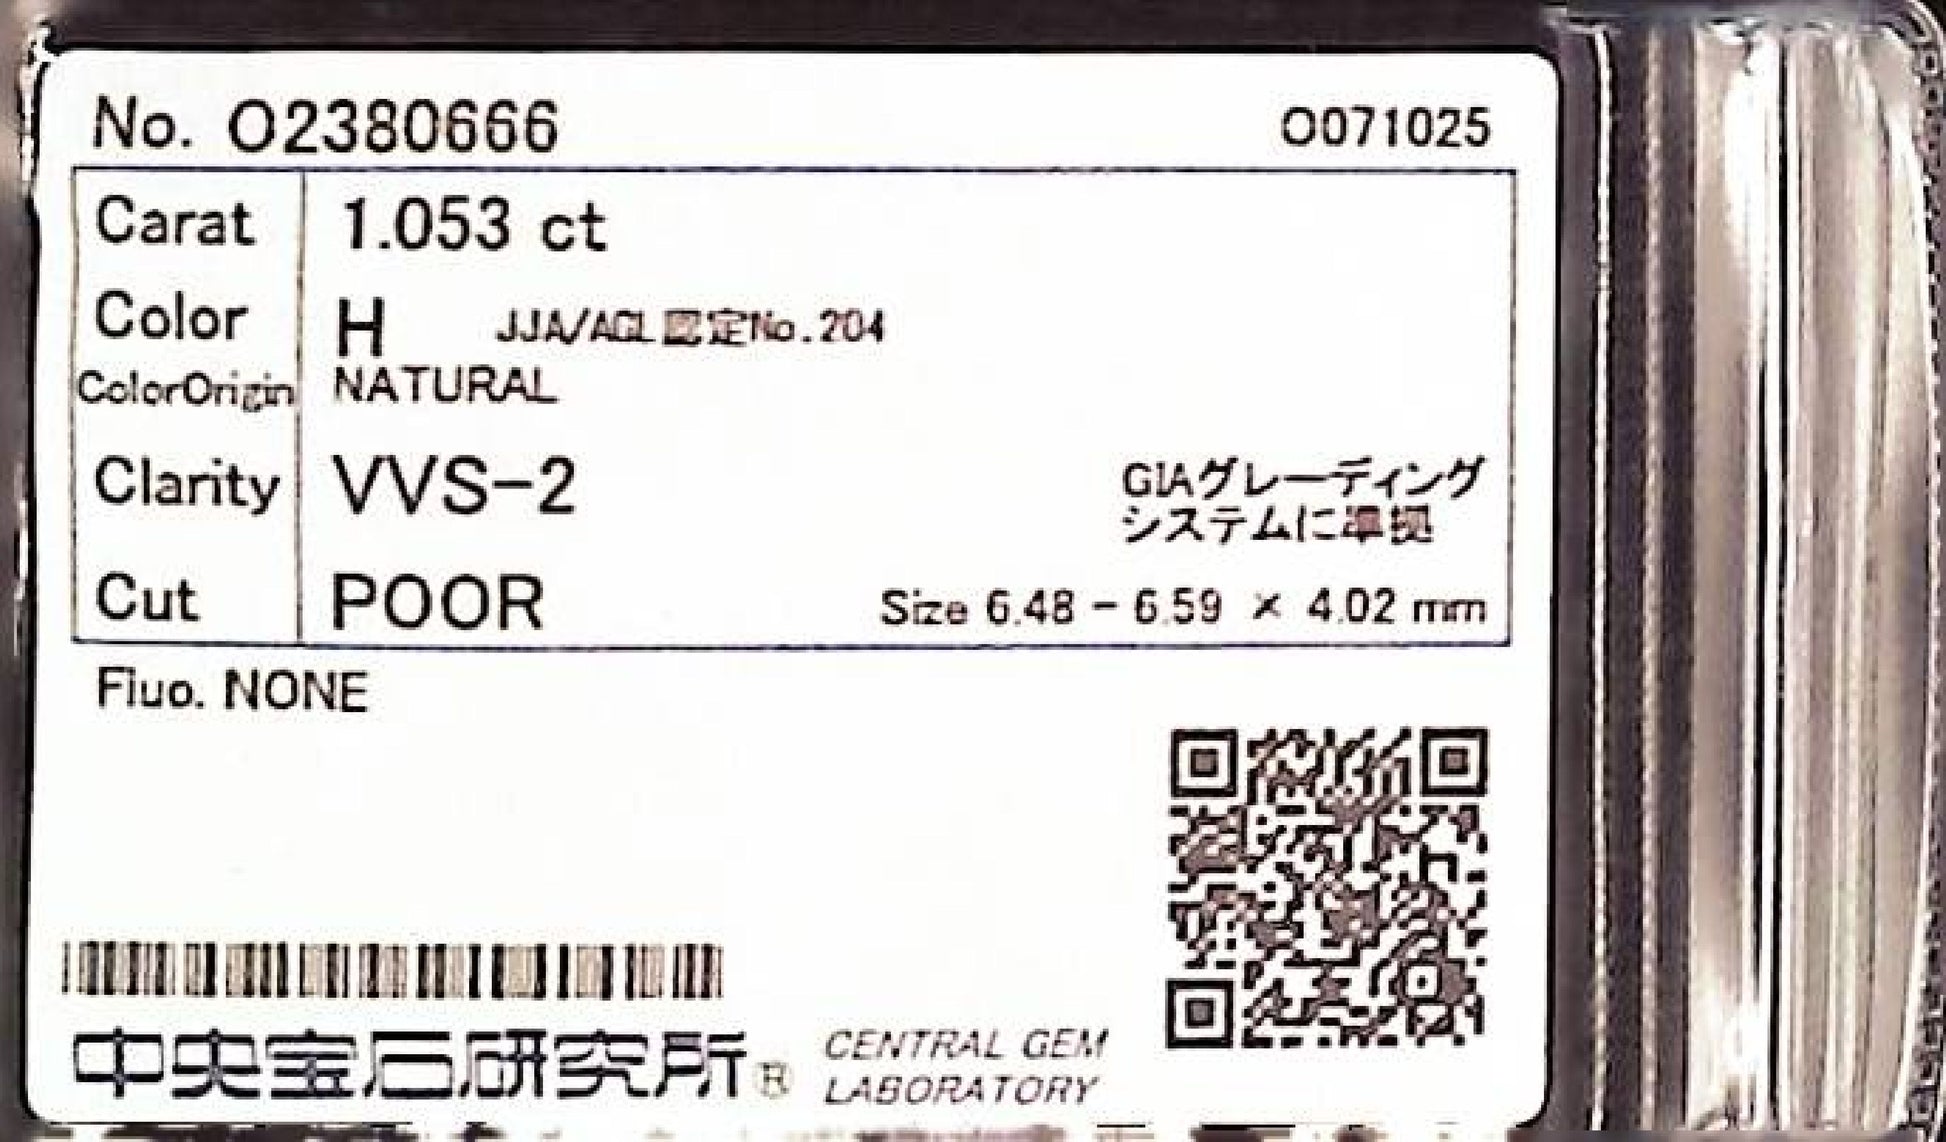 No. O2380666 O071025
Carat 1.053 ct
Color H JJA/AGL認定No.204
ColorOrigin NATURAL
Clarity VVS-2 GIAグレーディング
システムに準拠
Cut POOR Size 6.48 - 6.59 × 4.02 mm
Fluo. NONE
中央宝石研究所® CENTRAL GEM
LABORATORY